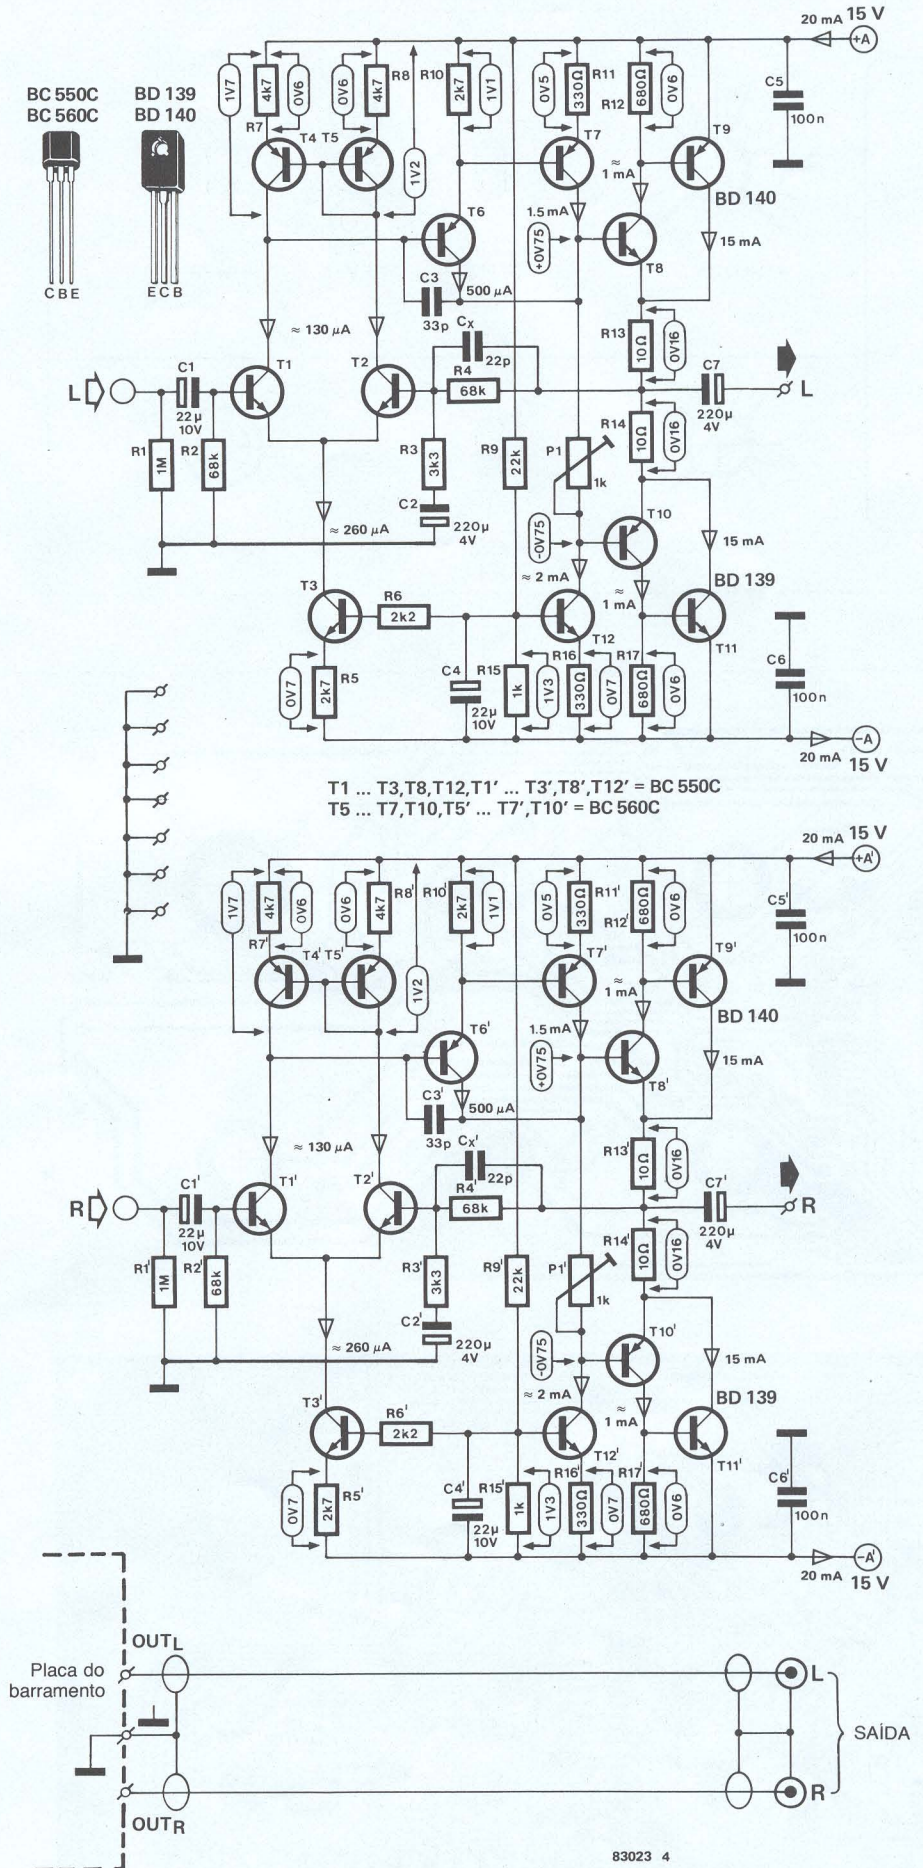 20 mA 15 V
+A
BC 550C
BC 560C
BD 139
BD 140
C B E
E C B
1V7
4k7
R7
0V6
0V6
4k7
R8
1V2
R10
2k7
1V1
0V5
330Ω
R11
R12
680Ω
0V6
C5
100n
T4 T5
T7
T9
≈
1 mA
BD 140
T6
1.5 mA
+0V75
T8
15 mA
C3
33p
500 µA
≈ 130 µA
Cx
22p
R13
10Ω
0V16
L
C1
22µ
10V
T1
T2
R4
68k
C7
220µ
4V
L
R1
1M
R2
68k
R3
3k3
R9
22k
P1
1k
R14
10Ω
0V16
C2
220µ
4V
≈ 260 µA
-0V75
T10
15 mA
≈ 2 mA
≈
1 mA
BD 139
T3
R6
2k2
T12
T11
0V7
2k7
R5
C4
22µ
10V
R15
1k
1V3
R16
330Ω
0V7
R17
680Ω
0V6
C6
100n
-A
20 mA
15 V
T1 ... T3,T8,T12,T1' ... T3',T8',T12' = BC 550C
T5 ... T7,T10,T5' ... T7',T10' = BC 560C
20 mA 15 V
+A'
1V7
4k7
R7'
0V6
0V6
4k7
R8'
1V2
R10'
2k7
1V1
0V5
330Ω
R11'
R12'
680Ω
0V6
C5'
100n
T4' T5'
T7'
T9'
≈
1 mA
BD 140
T6'
1.5 mA
+0V75
T8'
15 mA
C3'
33p
500 µA
≈ 130 µA
Cx'
22p
R13'
10Ω
0V16
R
C1'
22µ
10V
T1'
T2'
R4'
68k
C7'
220µ
4V
R
R1'
1M
R2'
68k
R3'
3k3
R9'
22k
P1'
1k
R14'
10Ω
0V16
C2'
220µ
4V
≈ 260 µA
-0V75
T10'
15 mA
≈ 2 mA
≈
1 mA
BD 139
T3'
R6'
2k2
T12'
T11'
0V7
2k7
R5'
C4'
22µ
10V
R15'
1k
1V3
R16'
330Ω
0V7
R17'
680Ω
0V6
C6'
100n
-A'
20 mA 15 V
OUTL
Placa do
barramento
L
SAÍDA
R
OUTR
83023 4